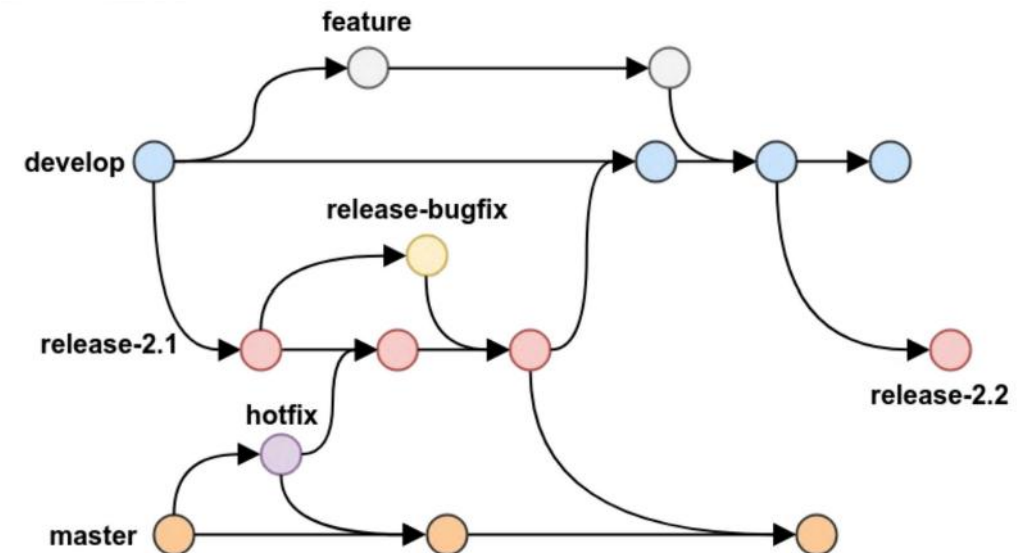 feature
develop
release-bugfix
release-2.1
release-2.2
hotfix
master